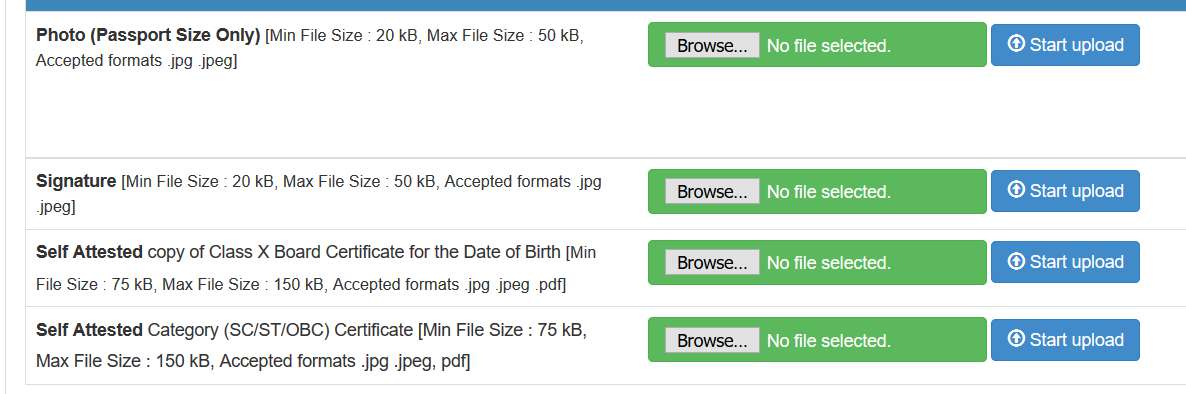 Photo (Passport Size Only) [Min File Size : 20 kB, Max File Size : 50 kB,
Accepted formats .jpg .jpeg]
Browse... No file selected. Start upload
Signature [Min File Size : 20 kB, Max File Size : 50 kB, Accepted formats .jpg
.jpeg]
Browse... No file selected. Start upload
Self Attested copy of Class X Board Certificate for the Date of Birth [Min
File Size : 75 kB, Max File Size : 150 kB, Accepted formats .jpg .jpeg .pdf]
Browse... No file selected. Start upload
Self Attested Category (SC/ST/OBC) Certificate [Min File Size : 75 kB,
Max File Size : 150 kB, Accepted formats .jpg .jpeg, pdf]
Browse... No file selected. Start upload